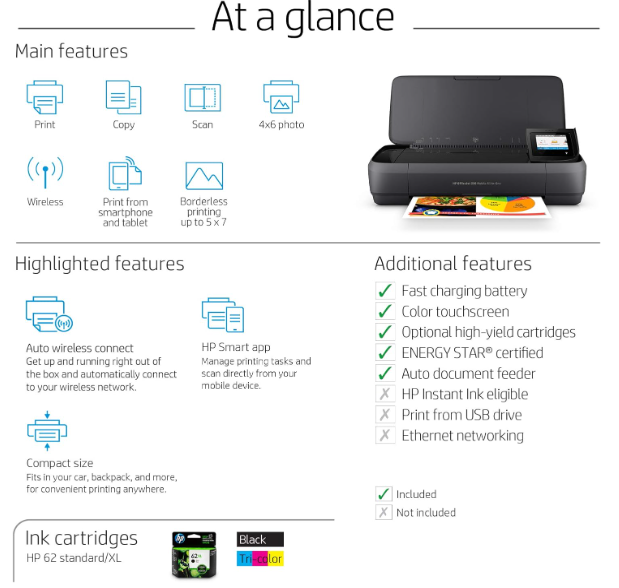 At a glance
Main features
Print
Copy
Scan
4x6 photo
Wireless
Print from
smartphone
and tablet
Borderless
printing
up to 5 x 7
Highlighted features
Auto wireless connect
Get up and running right out of
the box and automatically connect
to your wireless network.
HP Smart app
Manage printing tasks and
scan directly from your
mobile device.
Compact size
Fits in your car, backpack, and more,
for convenient printing anywhere.
Additional features
✓ Fast charging battery
✓ Color touchscreen
✓ Optional high-yield cartridges
✓ ENERGY STAR® certified
✓ Auto document feeder
✗ HP Instant Ink eligible
✗ Print from USB drive
✗ Ethernet networking
✓ Included
✗ Not included
Ink cartridges
HP 62 standard/XL
hp
62
Black
Tri-color